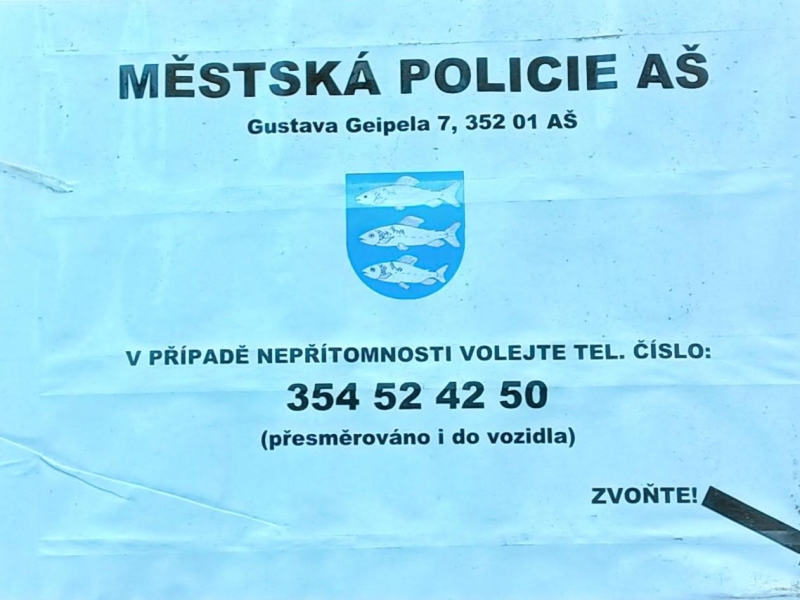 MĚSTSKÁ POLICIE AŠ
Gustava Geipela 7, 352 01 AŠ
V PŘÍPADĚ NEPŘÍTOMNOSTI VOLEJTE TEL. ČÍSLO:
354 52 42 50
(přesměrováno i do vozidla)
ZVOŇTE!